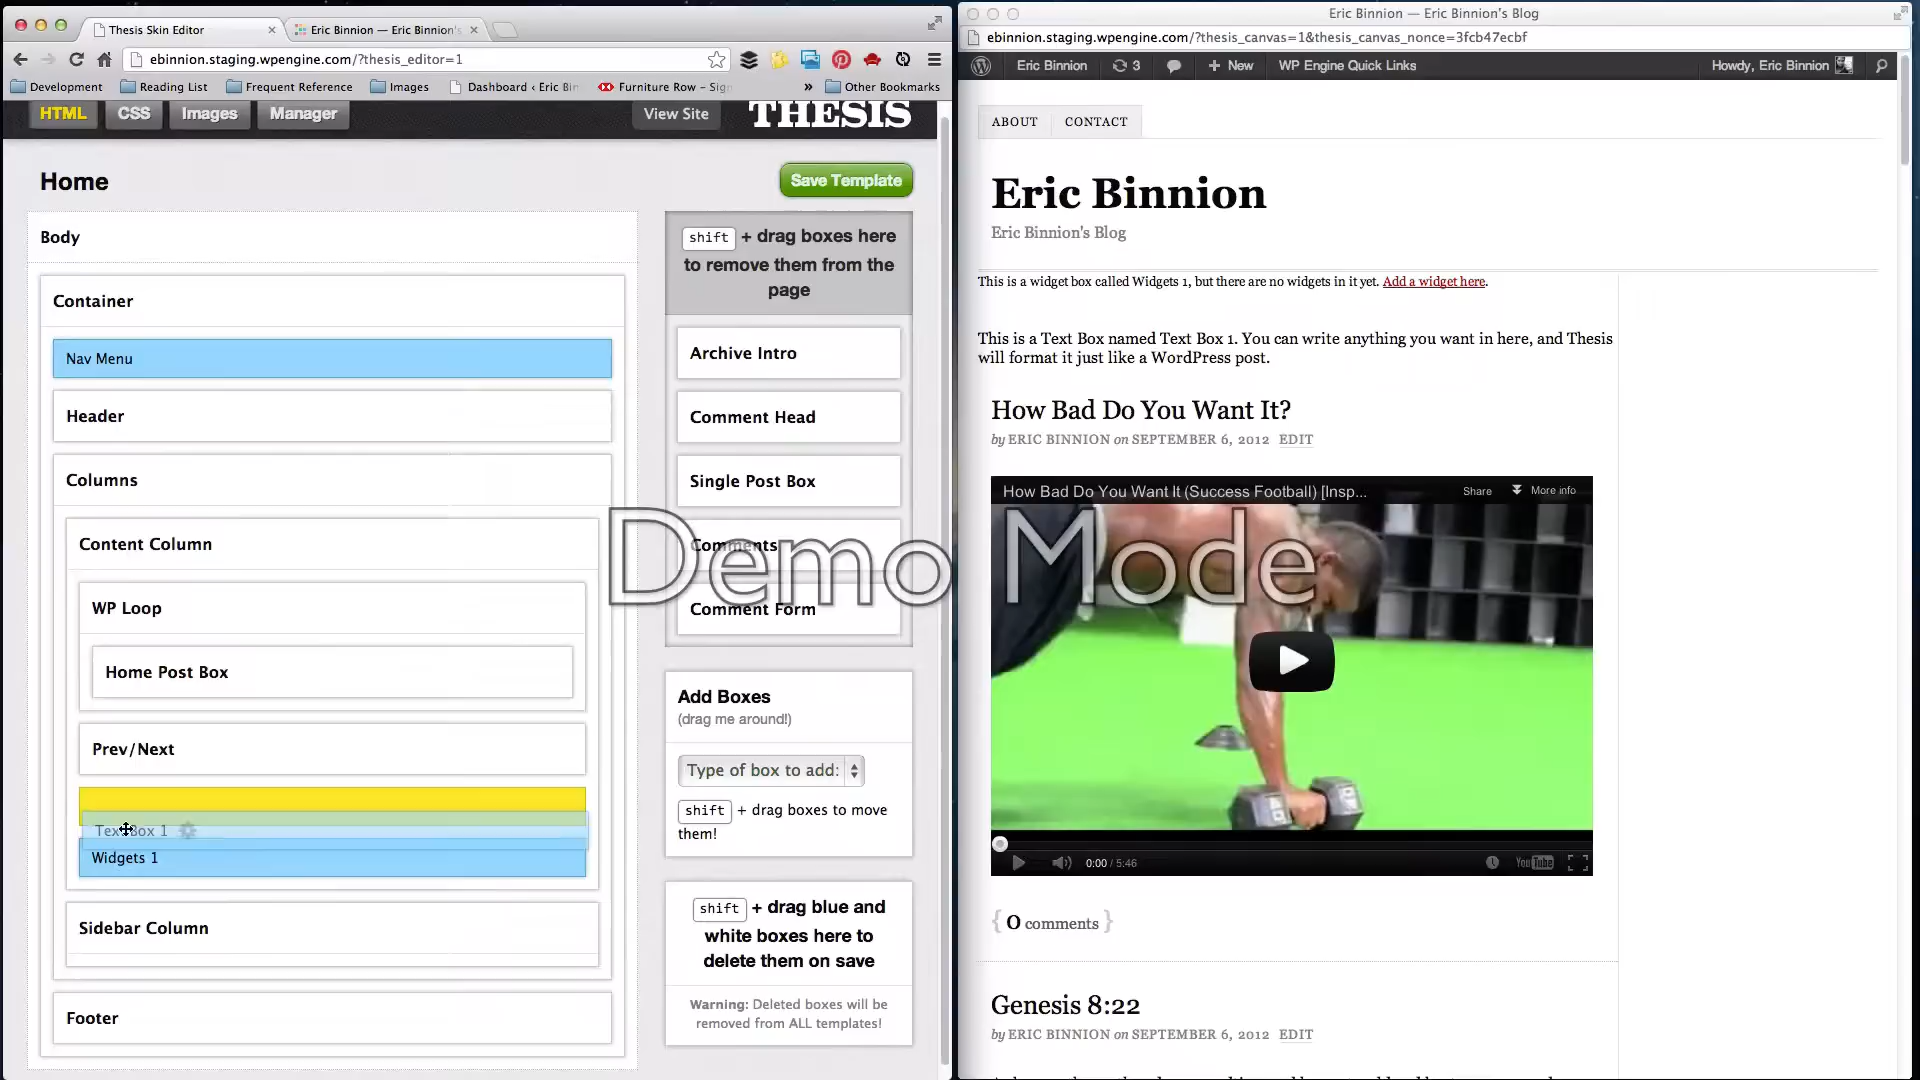 Thesis Skin Editor
Eric Binnion — Eric Binnion's
ebinnion.staging.wpengine.com/?thesis_editor=1
Development
Reading List
Frequent Reference
Images
Dashboard ‹ Eric Bin
Furniture Row – Sig
»
Other Bookmarks
HTML
CSS
Images
Manager
View Site
THESIS
Home
Save Template
Body
Container
Nav Menu
Header
Columns
Content Column
WP Loop
Home Post Box
Prev/Next
Text Box 1
Widgets 1
Sidebar Column
Footer
shift + drag boxes here
to remove them from the
page
Archive Intro
Comment Head
Single Post Box
Comments
Comment Form
Add Boxes
(drag me around!)
Type of box to add:
shift + drag boxes to move
them!
shift + drag blue and
white boxes here to
delete them on save
Warning: Deleted boxes will be
removed from ALL templates!
Demo Mode
Eric Binnion — Eric Binnion's Blog
ebinnion.staging.wpengine.com/?thesis_canvas=1&thesis_canvas_nonce=3fcb47ecbf
Eric Binnion
3
+ New
WP Engine Quick Links
Howdy, Eric Binnion
ABOUT
CONTACT
Eric Binnion
Eric Binnion's Blog
This is a widget box called Widgets 1, but there are no widgets in it yet. Add a widget here.
This is a Text Box named Text Box 1. You can write anything you want in here, and Thesis
will format it just like a WordPress post.
How Bad Do You Want It?
by ERIC BINNION on SEPTEMBER 6, 2012 EDIT
How Bad Do You Want It (Success Football) [Insp...
Share
More info
0:00 / 5:46
YouTube
{ 0 comments }
Genesis 8:22
by ERIC BINNION on SEPTEMBER 6, 2012 EDIT